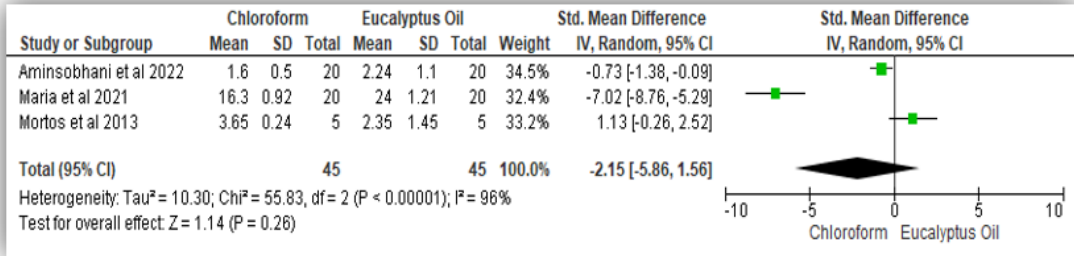 Chloroform Eucalyptus Oil Std. Mean Difference Std. Mean Difference
Study or Subgroup Mean SD Total Mean SD Total Weight IV, Random, 95% CI IV, Random, 95% CI
Aminsobhani et al 2022 1.6 0.5 20 2.24 1.1 20 34.5% -0.73 [-1.38, -0.09]
Maria et al 2021 16.3 0.92 20 24 1.21 20 32.4% -7.02 [-8.76, -5.29]
Mortos et al 2013 3.65 0.24 5 2.35 1.45 5 33.2% 1.13 [-0.26, 2.52]
Total (95% CI) 45 45 100.0% -2.15 [-5.86, 1.56]
Heterogeneity: Tau² = 10.30; Chi² = 55.83, df = 2 (P < 0.00001); I² = 96%
Test for overall effect: Z = 1.14 (P = 0.26)
-10 -5 0 5 10
Chloroform Eucalyptus Oil